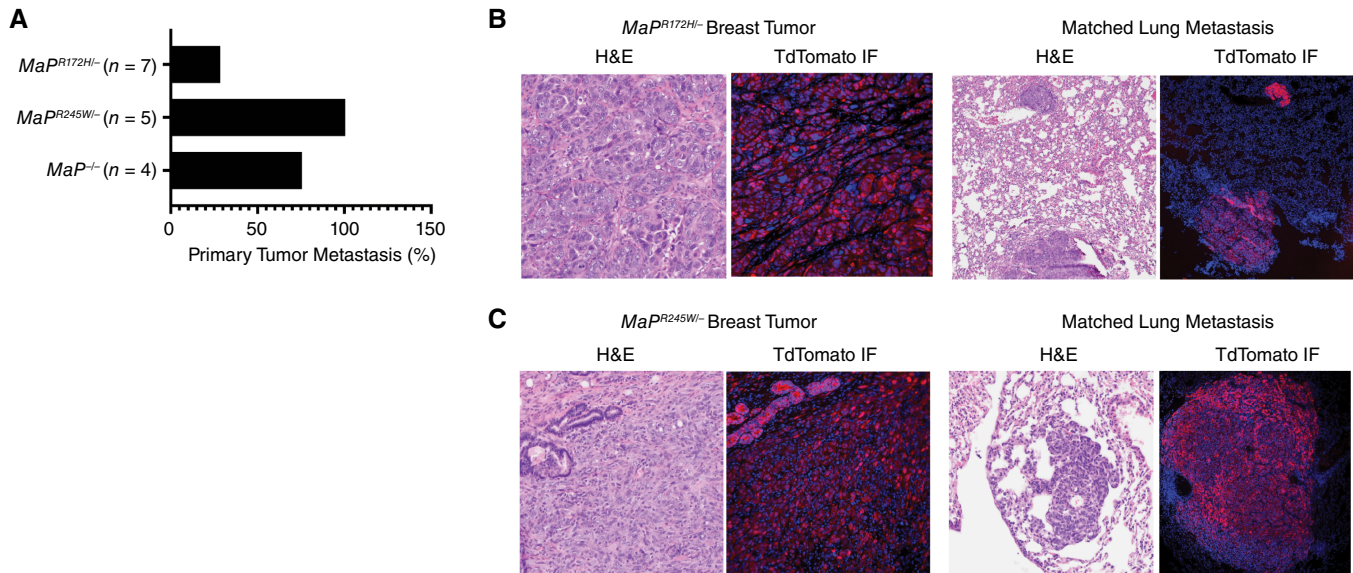 A
MaP^R172H/– (n = 7)
MaP^R245W/– (n = 5)
MaP^–/– (n = 4)
0 50 100 150
Primary Tumor Metastasis (%)
B
MaP^R172H/– Breast Tumor
Matched Lung Metastasis
H&E TdTomato IF H&E TdTomato IF
C
MaP^R245W/– Breast Tumor
Matched Lung Metastasis
H&E TdTomato IF H&E TdTomato IF